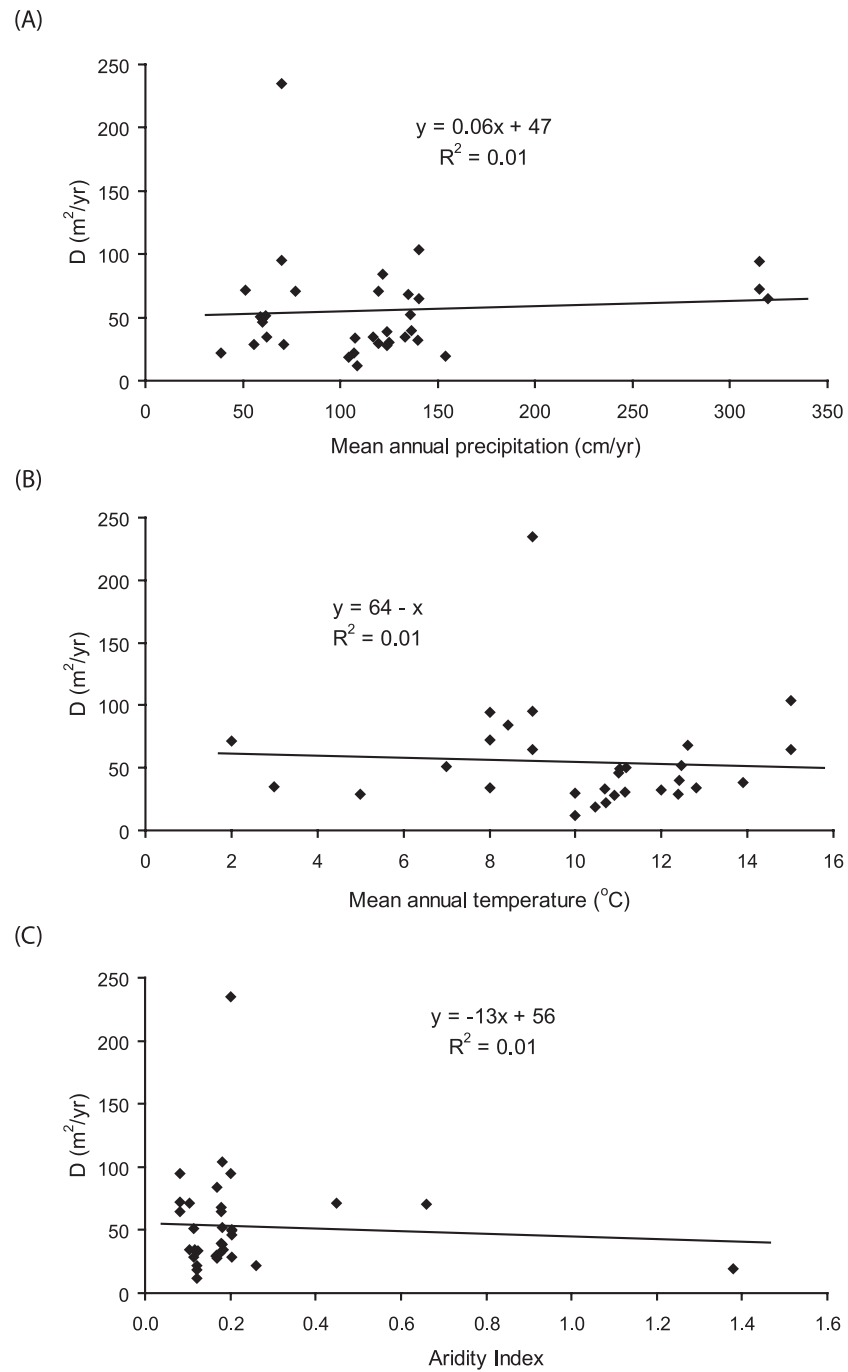 (A)
250
200
150
100
50
0
D (m²/yr)
y = 0.06x + 47
R² = 0.01
0 50 100 150 200 250 300 350
Mean annual precipitation (cm/yr)
(B)
250
200
150
100
50
0
D (m²/yr)
y = 64 - x
R² = 0.01
0 2 4 6 8 10 12 14 16
Mean annual temperature (°C)
(C)
250
200
150
100
50
0
D (m²/yr)
y = -13x + 56
R² = 0.01
0.0 0.2 0.4 0.6 0.8 1.0 1.2 1.4 1.6
Aridity Index